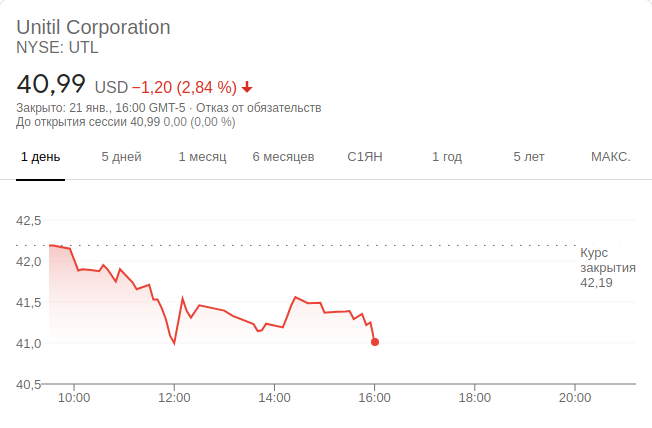 Unitil Corporation
NYSE: UTL
40,99 USD −1,20 (2,84 %)
Закрыто: 21 янв., 16:00 GMT-5 · Отказ от обязательств
До открытия сессии 40,99 0,00 (0,00 %)
1 день 5 дней 1 месяц 6 месяцев С1ЯН 1 год 5 лет МАКС.
42,5
42,0
41,5
41,0
40,5
Курс
закрытия
42,19
10:00 12:00 14:00 16:00 18:00 20:00